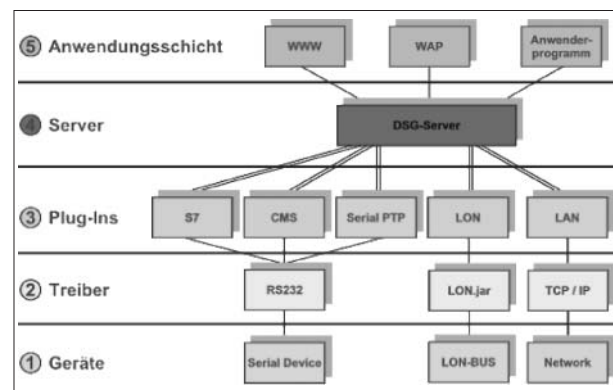 ⑤ Anwendungsschicht
WWW
WAP
Anwender-
programm
④ Server
DSG-Server
③ Plug-Ins
S7
CMS
Serial PTP
LON
LAN
② Treiber
RS232
LON.jar
TCP / IP
① Geräte
Serial Device
LON-BUS
Network